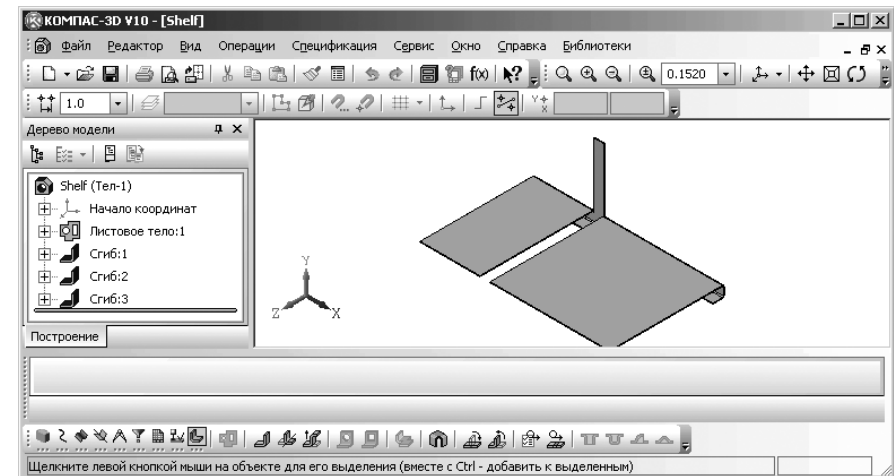 КОМПАС-3D V10 - [Shelf]
Файл Редактор Вид Операции Спецификация Сервис Окно Справка Библиотеки
f(x) 0.1520
1.0
Дерево модели
Shelf (Тел-1)
Начало координат
Листовое тело:1
Сгиб:1
Сгиб:2
Сгиб:3
Построение
Y
Z X
Щелкните левой кнопкой мыши на объекте для его выделения (вместе с Ctrl - добавить к выделенным)